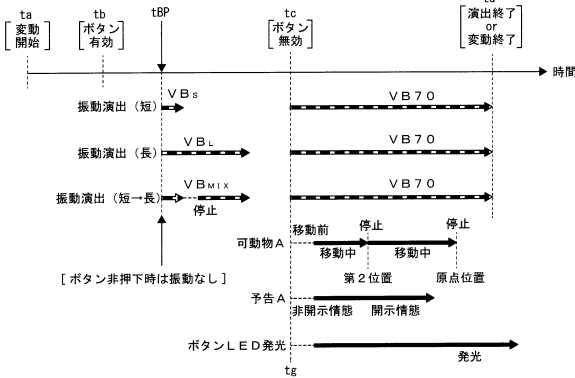 ta
変動
開始
tb
ボタン
有効
tBP
tc
ボタン
無効
td
演出終了
or
変動終了
時間
振動演出（短）
VBS
VB70
振動演出（長）
VBL
VB70
振動演出（短→長）
VBMIX
停止
VB70
[ボタン非押下時は振動なし]
可動物A
移動前
移動中
停止
第2位置
移動中
停止
原点位置
予告A
非開示情態
開示情態
ボタンLED発光
発光
tg